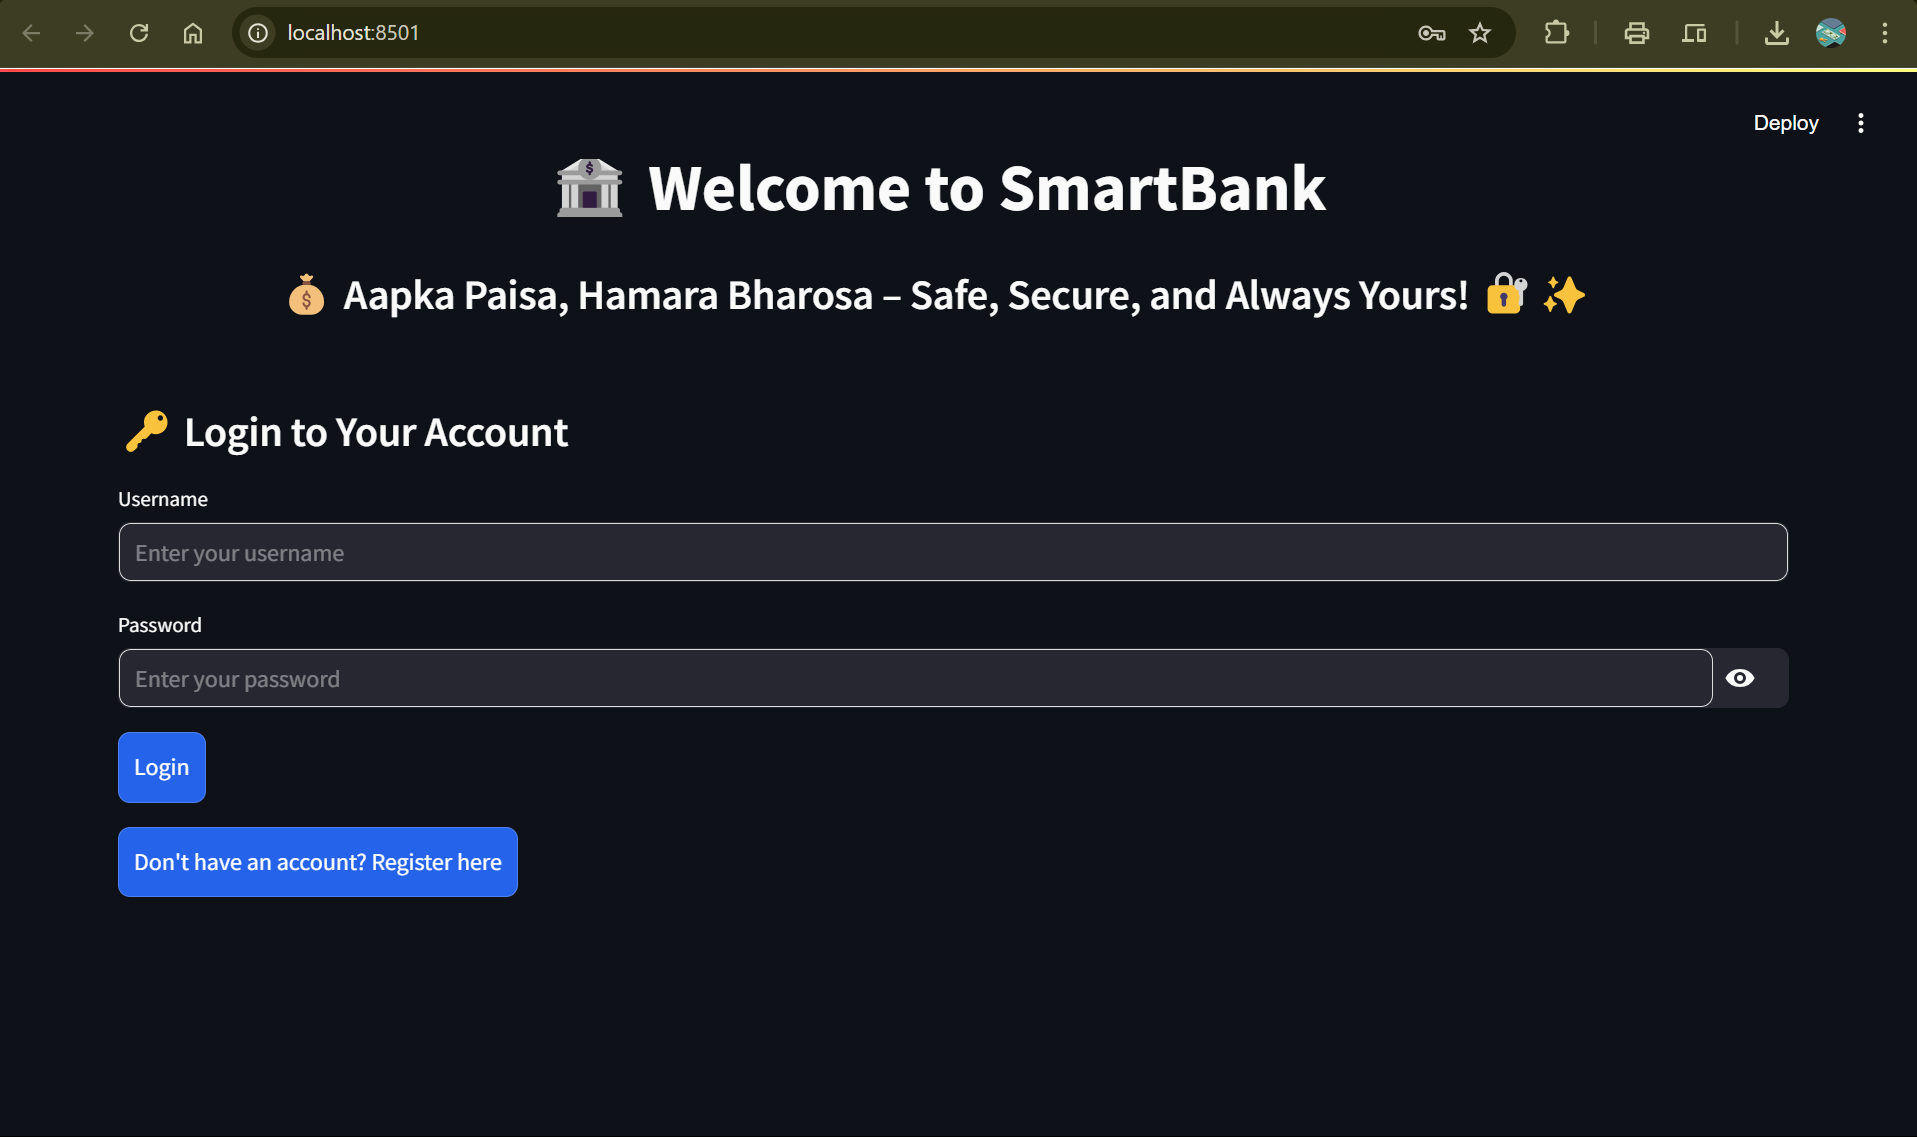 localhost:8501
Deploy
Welcome to SmartBank
Aapka Paisa, Hamara Bharosa – Safe, Secure, and Always Yours!
Login to Your Account
Username
Enter your username
Password
Enter your password
Login
Don't have an account? Register here